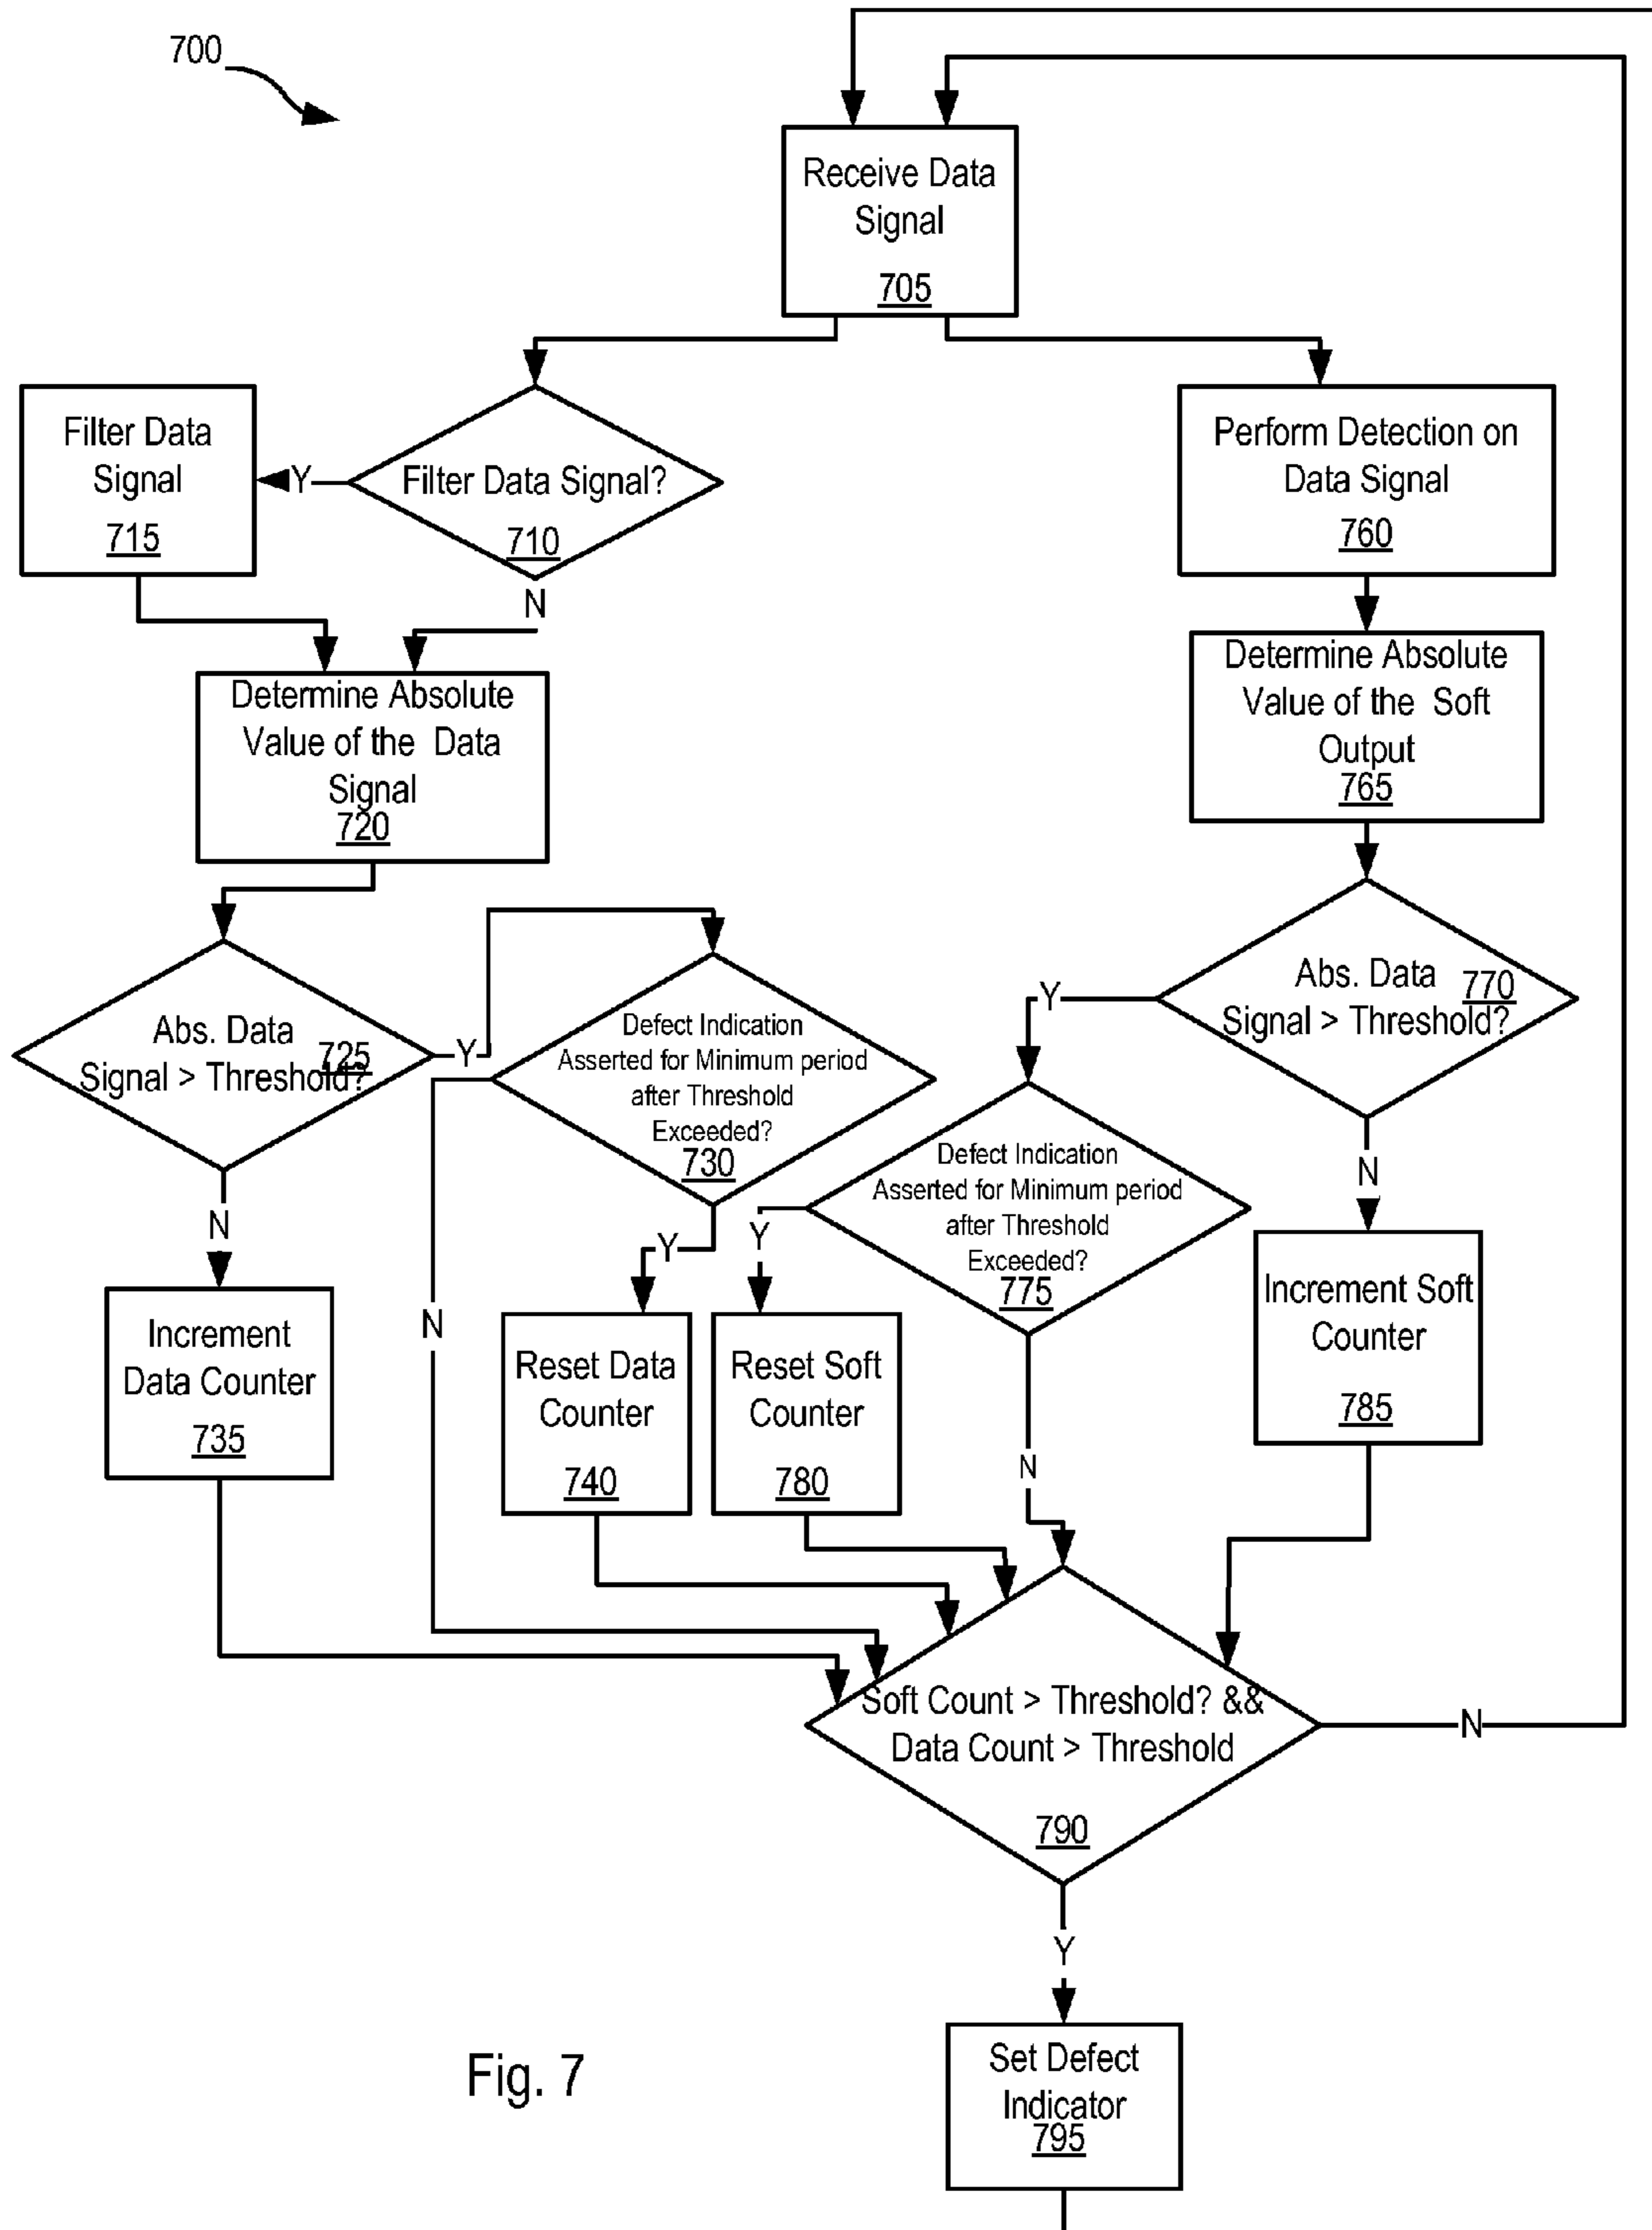 700
Receive Data
Signal
705
Filter Data
Signal
715
Filter Data Signal?
710
Y
N
Perform Detection on
Data Signal
760
Determine Absolute
Value of the Data
Signal
720
Determine Absolute
Value of the Soft
Output
765
Abs. Data
Signal > Threshold?
725
Y
N
Defect Indication
Asserted for Minimum period
after Threshold
Exceeded?
730
Y
N
Abs. Data
Signal > Threshold?
770
Y
N
Defect Indication
Asserted for Minimum period
after Threshold
Exceeded?
775
Y
N
Increment
Data Counter
735
Reset Data
Counter
740
Reset Soft
Counter
780
Increment Soft
Counter
785
Soft Count > Threshold? &&
Data Count > Threshold
790
N
Y
Set Defect
Indicator
795
Fig. 7